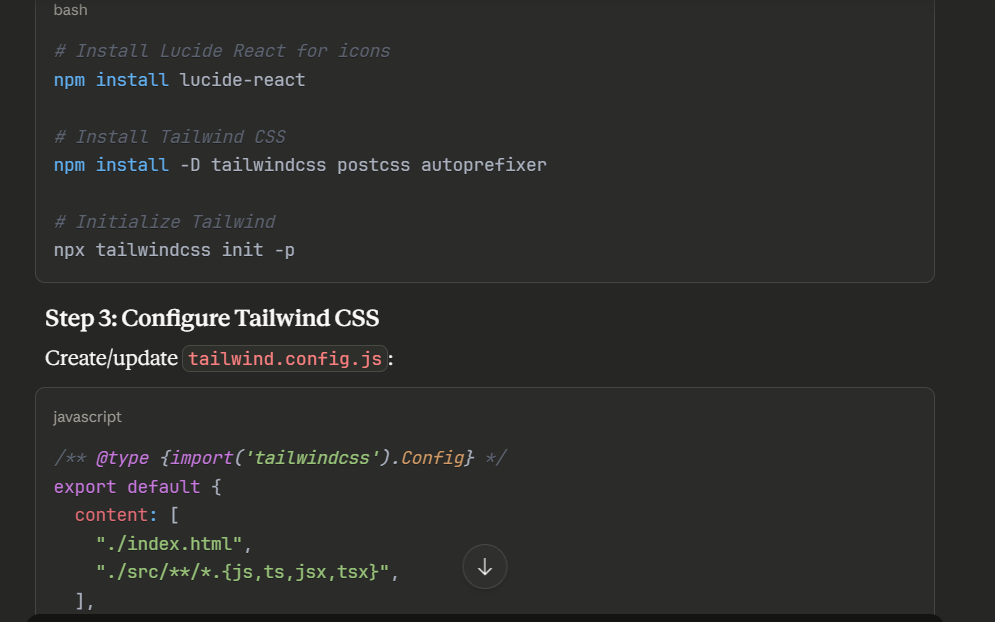 bash
# Install Lucide React for icons
npm install lucide-react
# Install Tailwind CSS
npm install -D tailwindcss postcss autoprefixer
# Initialize Tailwind
npx tailwindcss init -p
Step 3: Configure Tailwind CSS
Create/update tailwind.config.js:
javascript
/** @type {import('tailwindcss').Config} */
export default {
  content: [
    "./index.html",
    "./src/**/*.{js,ts,jsx,tsx}",
  ],